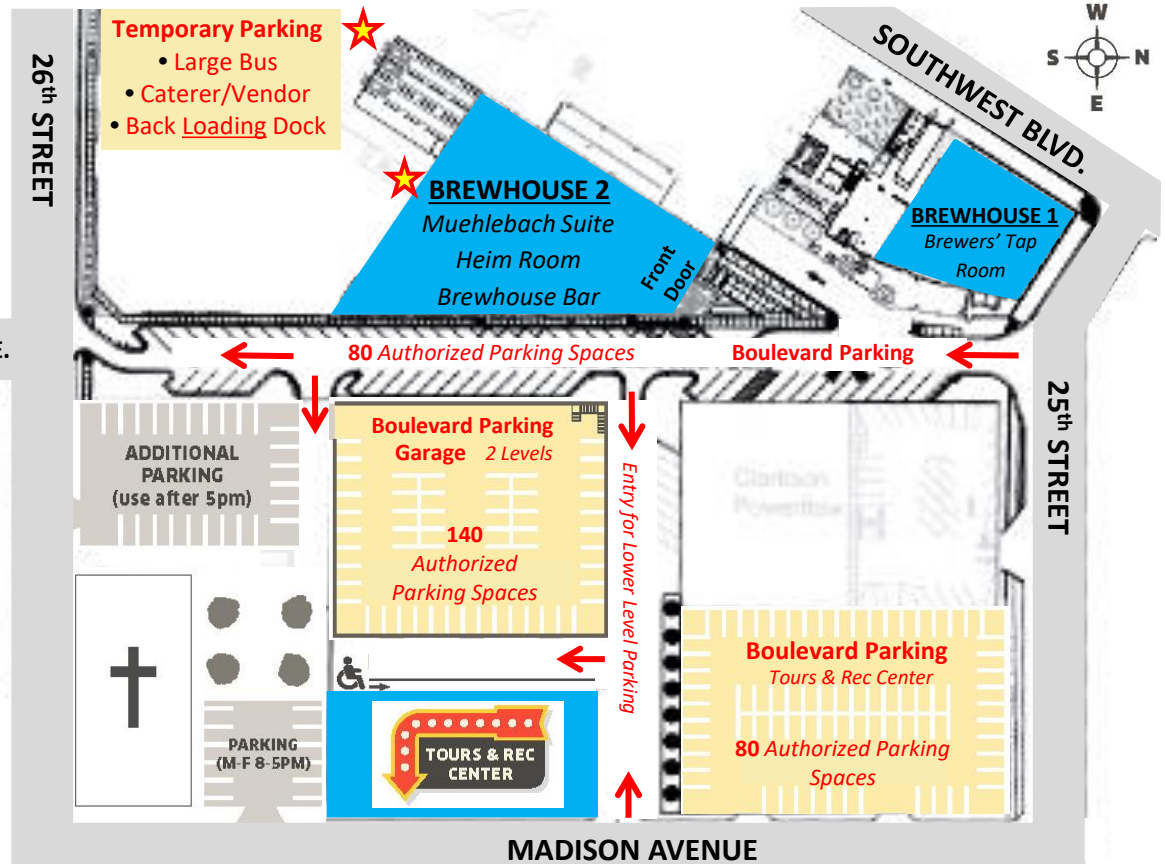 Temporary Parking
• Large Bus
• Caterer/Vendor
• Back Loading Dock
26th STREET
SOUTHWEST BLVD.
W
S N
E
BREWHOUSE 2
Muehlebach Suite
Heim Room
Brewhouse Bar
Front
Door
BREWHOUSE 1
Brewers' Tap
Room
E.
80 Authorized Parking Spaces
Boulevard Parking
25th STREET
ADDITIONAL
PARKING
(use after 5pm)
Boulevard Parking
Garage 2 Levels
140
Authorized
Parking Spaces
Entry for Lower Level Parking
Boulevard Parking
Tours & Rec Center
80 Authorized Parking
Spaces
PARKING
(M-F 8-5PM)
TOURS & REC
CENTER
MADISON AVENUE